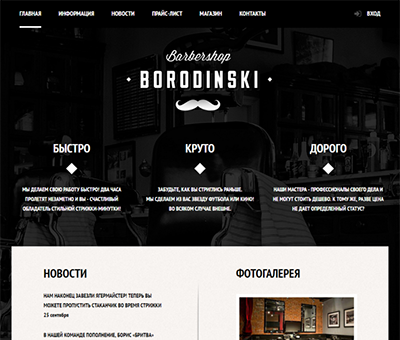 ГЛАВНАЯ ИНФОРМАЦИЯ НОВОСТИ ПРАЙС-ЛИСТ МАГАЗИН КОНТАКТЫ ВХОД
Barbershop
BORODINSKI
БЫСТРО
МЫ ДЕЛАЕМ СВОЮ РАБОТУ БЫСТРО! ДВА ЧАСА
ПРОЛЕТЯТ НЕЗАМЕТНО И ВЫ - СЧАСТЛИВЫЙ
ОБЛАДАТЕЛЬ СТИЛЬНОЙ СТРИЖКИ-МИНУТКИ!
КРУТО
ЗАБУДЬТЕ, КАК ВЫ СТРИГЛИСЬ РАНЬШЕ.
МЫ СДЕЛАЕМ ИЗ ВАС ЗВЕЗДУ ФУТБОЛА ИЛИ КИНО!
ВО ВСЯКОМ СЛУЧАЕ ВНЕШНЕ.
ДОРОГО
НАШИ МАСТЕРА - ПРОФЕССИОНАЛЫ СВОЕГО ДЕЛА И
НЕ МОГУТ СТОИТЬ ДЕШЕВО. К ТОМУ ЖЕ, РАЗВЕ ЦЕНА
НЕ ДАЕТ ОПРЕДЕЛЕННЫЙ СТАТУС?
НОВОСТИ
НАМ НАКОНЕЦ ЗАВЕЗЛИ ЯГЕРМАЙСТЕР! ТЕПЕРЬ ВЫ
МОЖЕТЕ ПРОПУСТИТЬ СТАКАНЧИК ВО ВРЕМЯ СТРИЖКИ
25 сентября
В НАШЕЙ КОМАНДЕ ПОПОЛНЕНИЕ, БОРИС «БРИТВА»
ФОТОГАЛЕРЕЯ